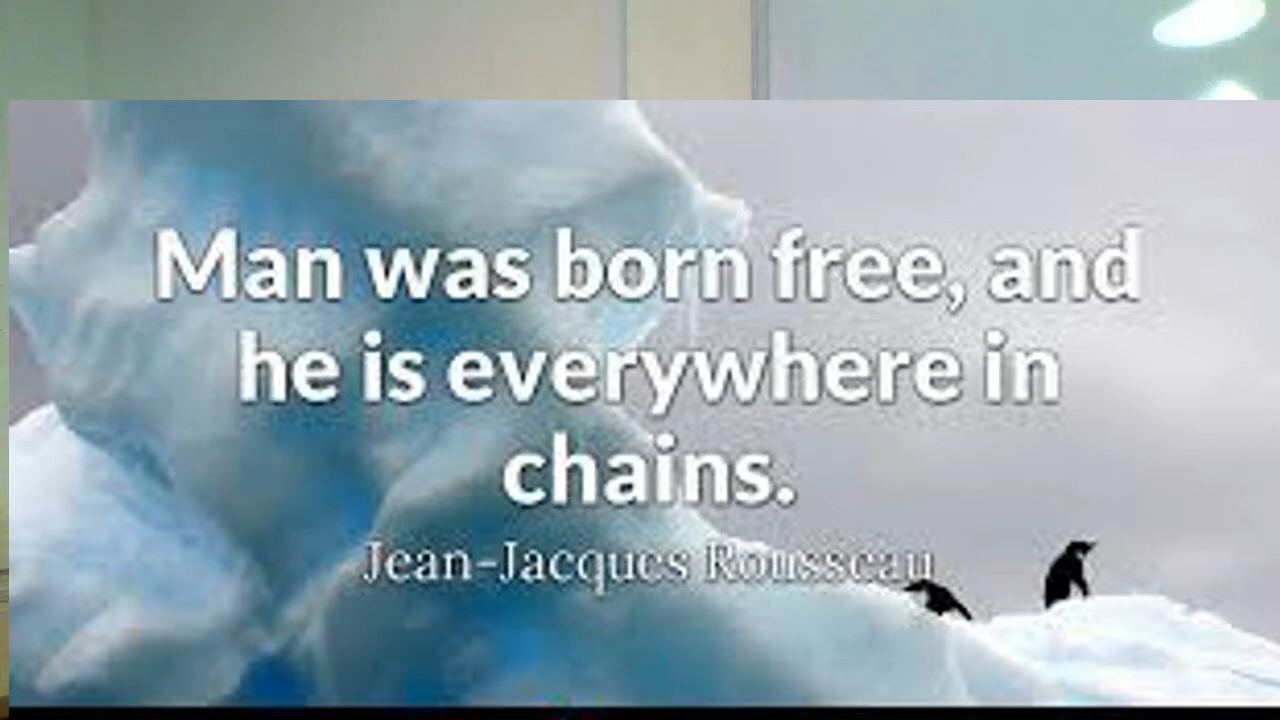 Man was born free, and
he is everywhere in
chains.
Jean-Jacques Rousseau